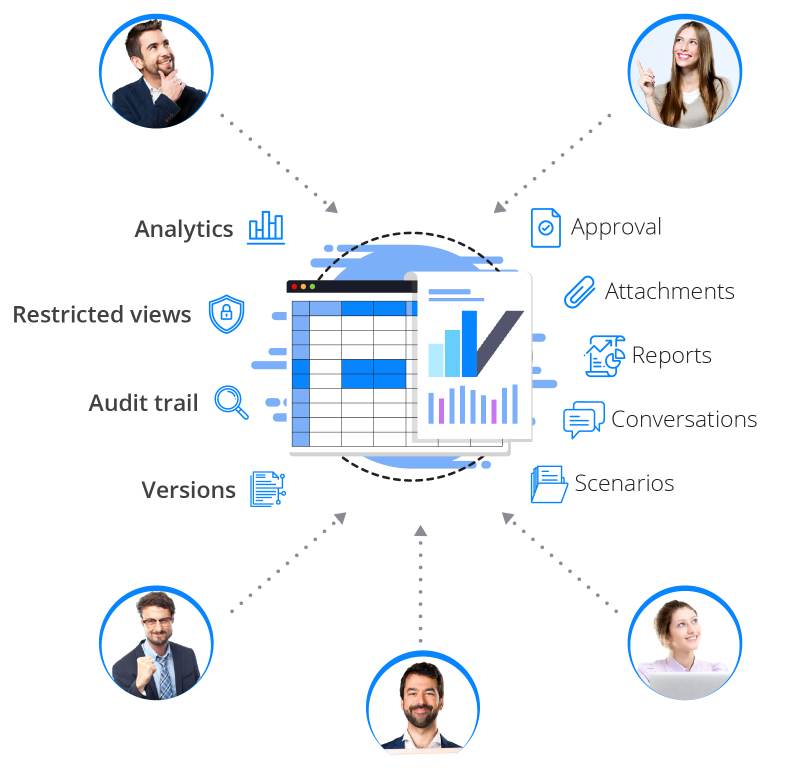 Analytics
Restricted views
Audit trail
Versions
Approval
Attachments
Reports
Conversations
Scenarios